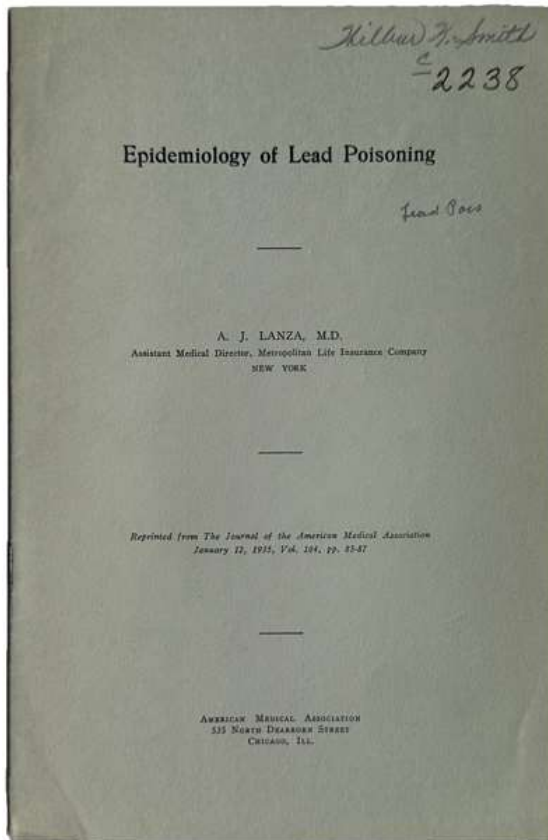 Wilbur W. Smith
c 2238
Epidemiology of Lead Poisoning
Lead Pois
A. J. LANZA, M.D.
Assistant Medical Director, Metropolitan Life Insurance Company
NEW YORK
Reprinted from The Journal of the American Medical Association
January 12, 1935, Vol. 104, pp. 85-87
AMERICAN MEDICAL ASSOCIATION
535 NORTH DEARBORN STREET
CHICAGO, ILL.